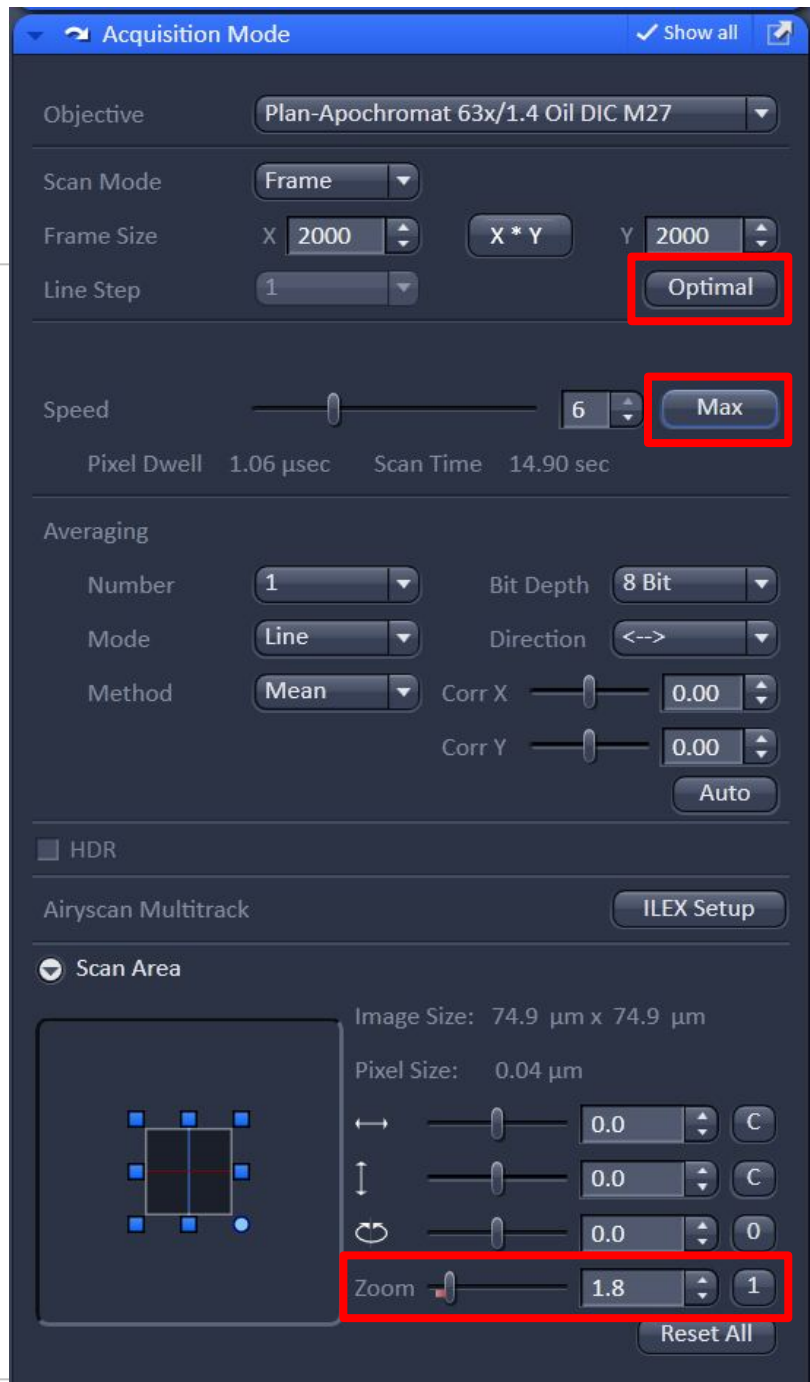 Acquisition Mode ✓ Show all
Objective Plan-Apochromat 63x/1.4 Oil DIC M27
Scan Mode Frame
Frame Size X 2000 X * Y Y 2000
Line Step 1 Optimal
Speed 6 Max
Pixel Dwell 1.06 µsec Scan Time 14.90 sec
Averaging
Number 1 Bit Depth 8 Bit
Mode Line Direction <-->
Method Mean Corr X 0.00
Corr Y 0.00
Auto
HDR
Airyscan Multitrack ILEX Setup
Scan Area
Image Size: 74.9 µm x 74.9 µm
Pixel Size: 0.04 µm
0.0 C
0.0 C
0.0 0
Zoom 1.8 1
Reset All